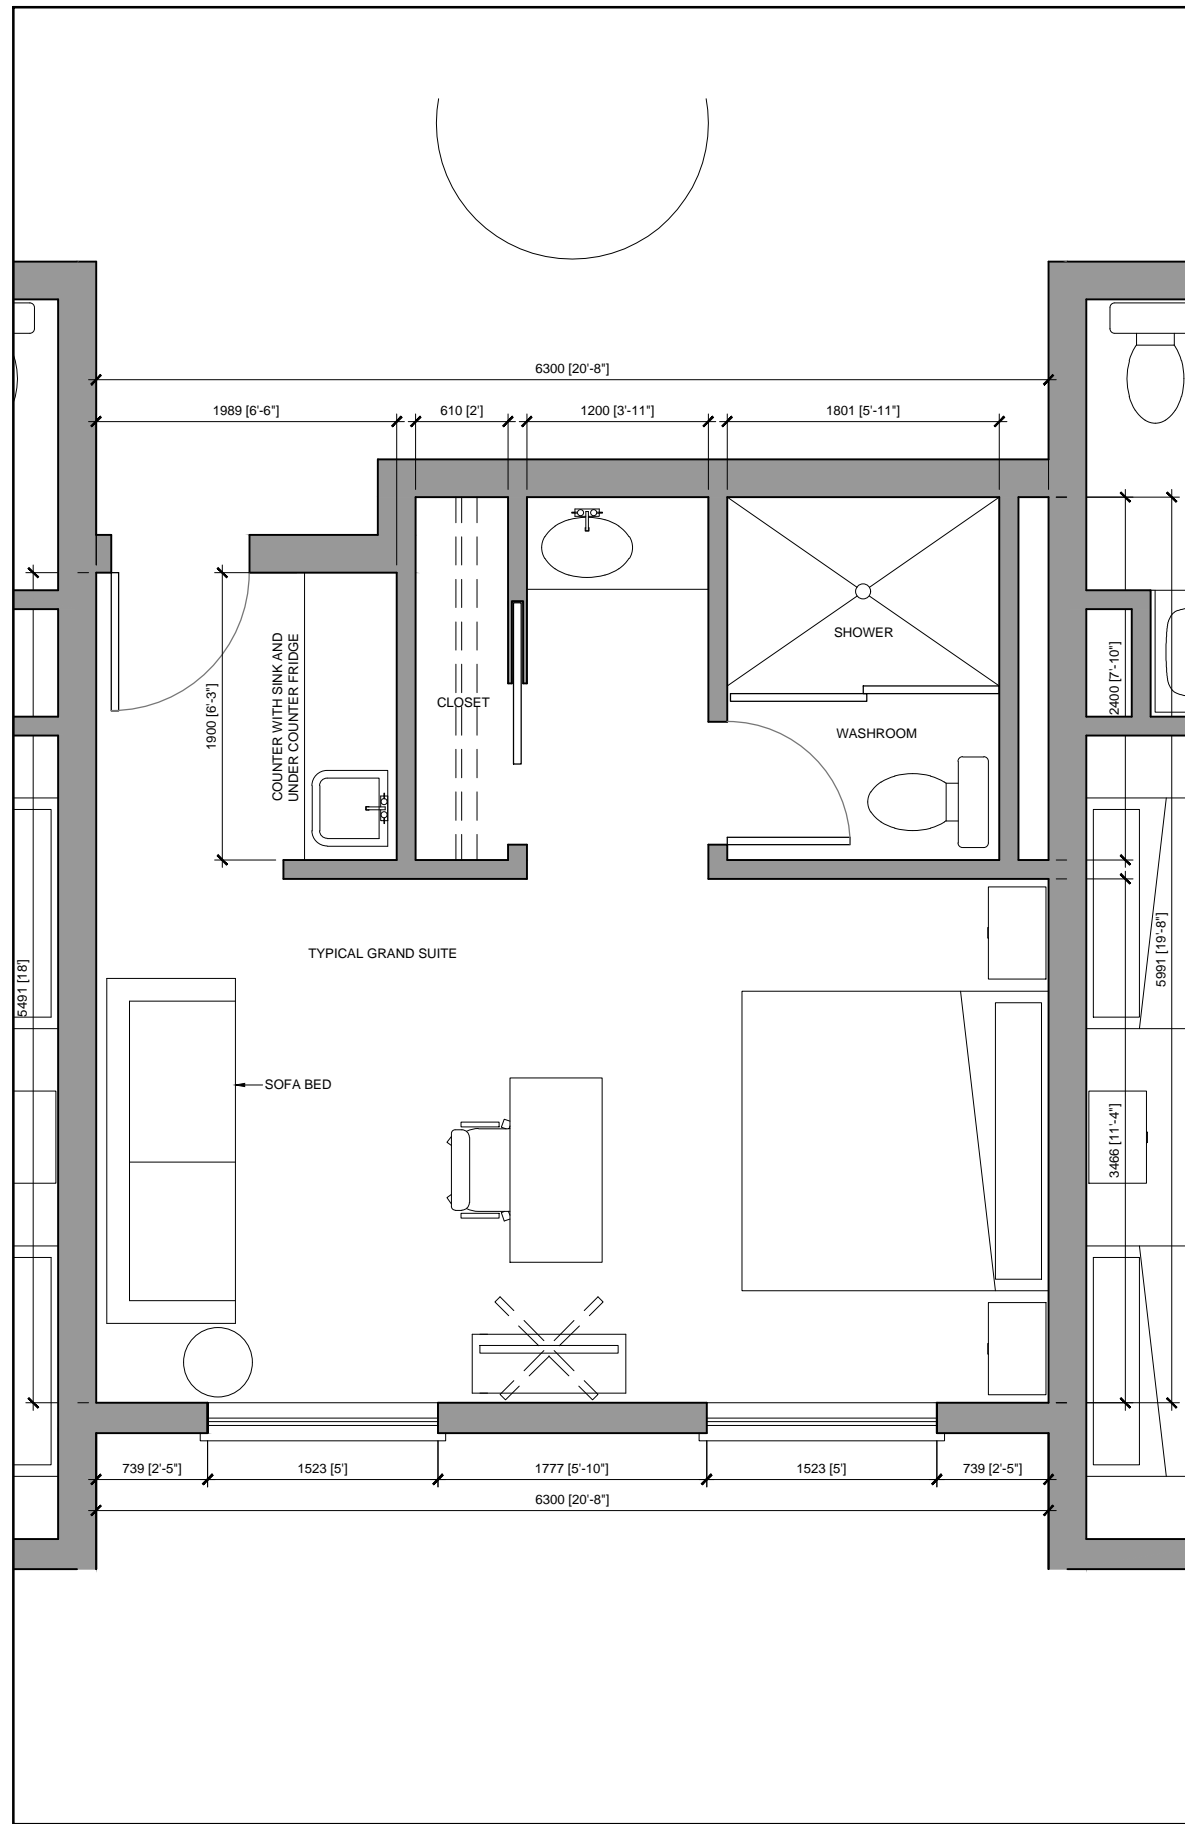 6300 [20'-8"]
1989 [6'-6"]
610 [2']
1200 [3'-11"]
1801 [5'-11"]
SHOWER
COUNTER WITH SINK AND
UNDER COUNTER FRIDGE
1900 [6'-3"]
CLOSET
2400 [7'-10"]
WASHROOM
TYPICAL GRAND SUITE
5491 [18']
5991 [19'-8"]
SOFA BED
3466 [11'-4"]
739 [2'-5"]
1523 [5']
1777 [5'-10"]
1523 [5']
739 [2'-5"]
6300 [20'-8"]